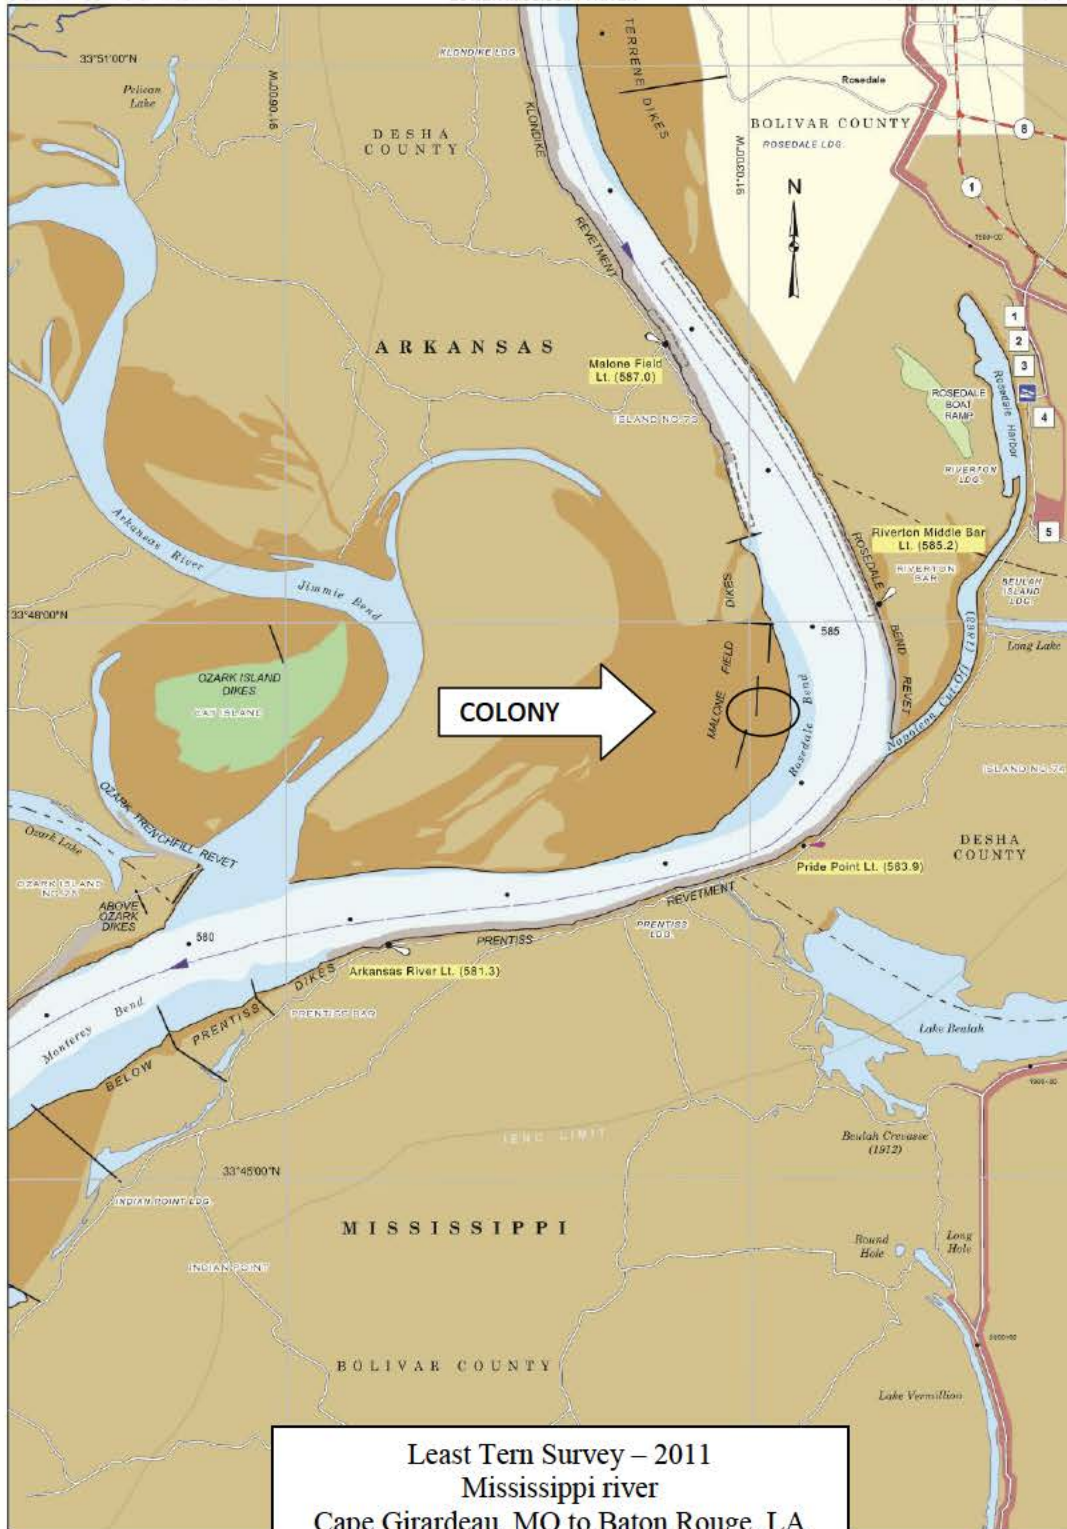 33°51'00"N
Pelican
Lake
91°06'00"W
KLONDIKE LDG.
DESHA
COUNTY
KLONDIKE
REVETMENT
TERRENE DIKES
Rosedale
BOLIVAR COUNTY
ROSEDALE LDG.
91°03'00"W
N
8
1
ARKANSAS
Malone Field
Lt. (587.0)
ISLAND NO.73
1
2
3
4
5
ROSEDALE
BOAT
RAMP
Rosedale Harbor
RIVERTON
LDG.
Riverton Middle Bar
Lt. (585.2)
RIVERTON
BAR
BEULAH
ISLAND
LDG.
Long Lake
Arkansas River
Jimmie Bend
33°48'00"N
MALONE FIELD DIKES
ROSEDALE BEND REVET
585
OZARK ISLAND
DIKES
CAT ISLAND
COLONY
Rosedale Bend
Napoleon Cut-Off (1863)
ISLAND NO.74
OZARK TRENCHFILL REVET
Ozark Lake
DESHA
COUNTY
OZARK ISLAND
NO.75
ABOVE
OZARK
DIKES
Pride Point Lt. (583.9)
PRENTISS REVETMENT
PRENTISS
LDG.
580
Arkansas River Lt. (581.3)
Monterey Bend
BELOW PRENTISS DIKES
PRENTISS BAR
Lake Beulah
33°45'00"N
IENC LIMIT
Beulah Crevasse
(1912)
INDIAN POINT LDG.
MISSISSIPPI
Round
Hole
Long
Hole
INDIAN POINT
BOLIVAR COUNTY
Lake Vermillion
Least Tern Survey – 2011
Mississippi river
Cape Girardeau, MO to Baton Rouge, LA